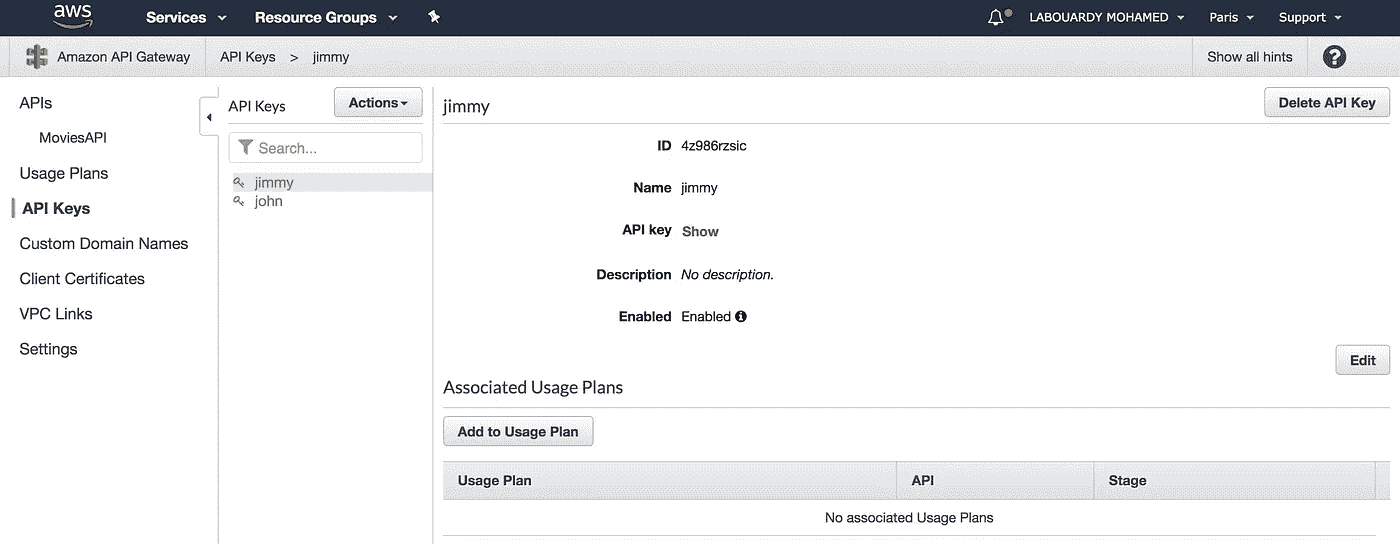 aws
Services
Resource Groups
LABOUARDY MOHAMED
Paris
Support
Amazon API Gateway
API Keys > jimmy
Show all hints
?
APIs
MoviesAPI
Usage Plans
API Keys
Custom Domain Names
Client Certificates
VPC Links
Settings
API Keys
Actions
Search...
jimmy
john
jimmy
Delete API Key
ID 4z986rzsic
Name jimmy
API key Show
Description No description.
Enabled Enabled
Edit
Associated Usage Plans
Add to Usage Plan
Usage Plan API Stage
No associated Usage Plans